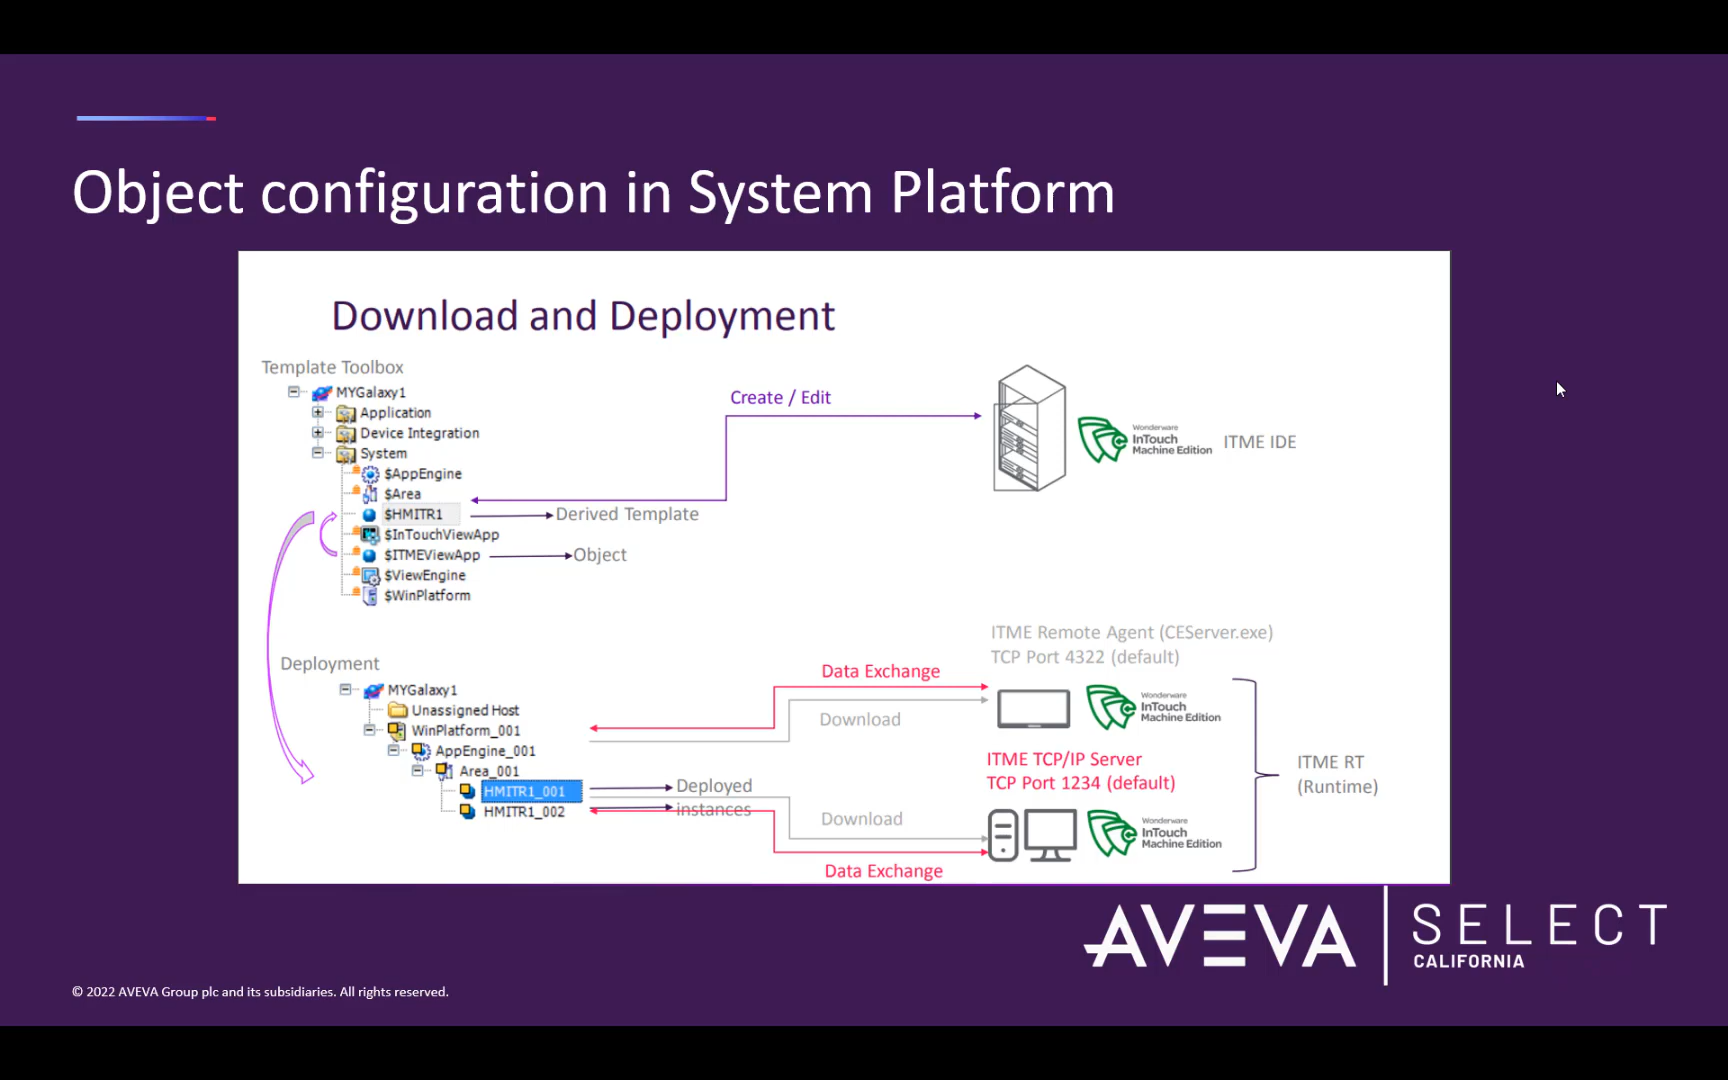 Object configuration in System Platform
Download and Deployment
Template Toolbox
MYGalaxy1
Application
Device Integration
System
$AppEngine
$Area
$HMITR1
$InTouchViewApp
$ITMEViewApp
$ViewEngine
$WinPlatform
Create / Edit
Derived Template
Object
Wonderware
InTouch
Machine Edition
ITME IDE
Deployment
MYGalaxy1
Unassigned Host
WinPlatform_001
AppEngine_001
Area_001
HMITR1_001
HMITR1_002
Deployed
instances
Data Exchange
Download
Download
Data Exchange
ITME Remote Agent (CEServer.exe)
TCP Port 4322 (default)
Wonderware
InTouch
Machine Edition
ITME TCP/IP Server
TCP Port 1234 (default)
Wonderware
InTouch
Machine Edition
ITME RT
(Runtime)
AVEVA
SELECT
CALIFORNIA
© 2022 AVEVA Group plc and its subsidiaries. All rights reserved.